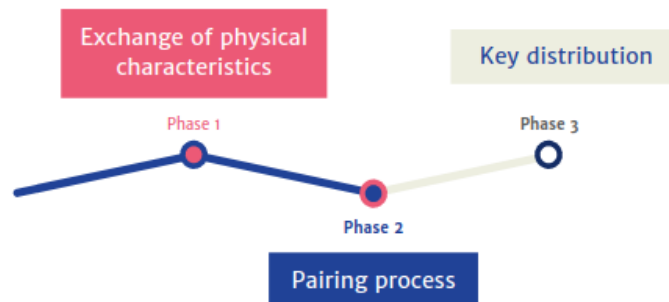 Exchange of physical
characteristics
Key distribution
Phase 1
Phase 3
Phase 2
Pairing process